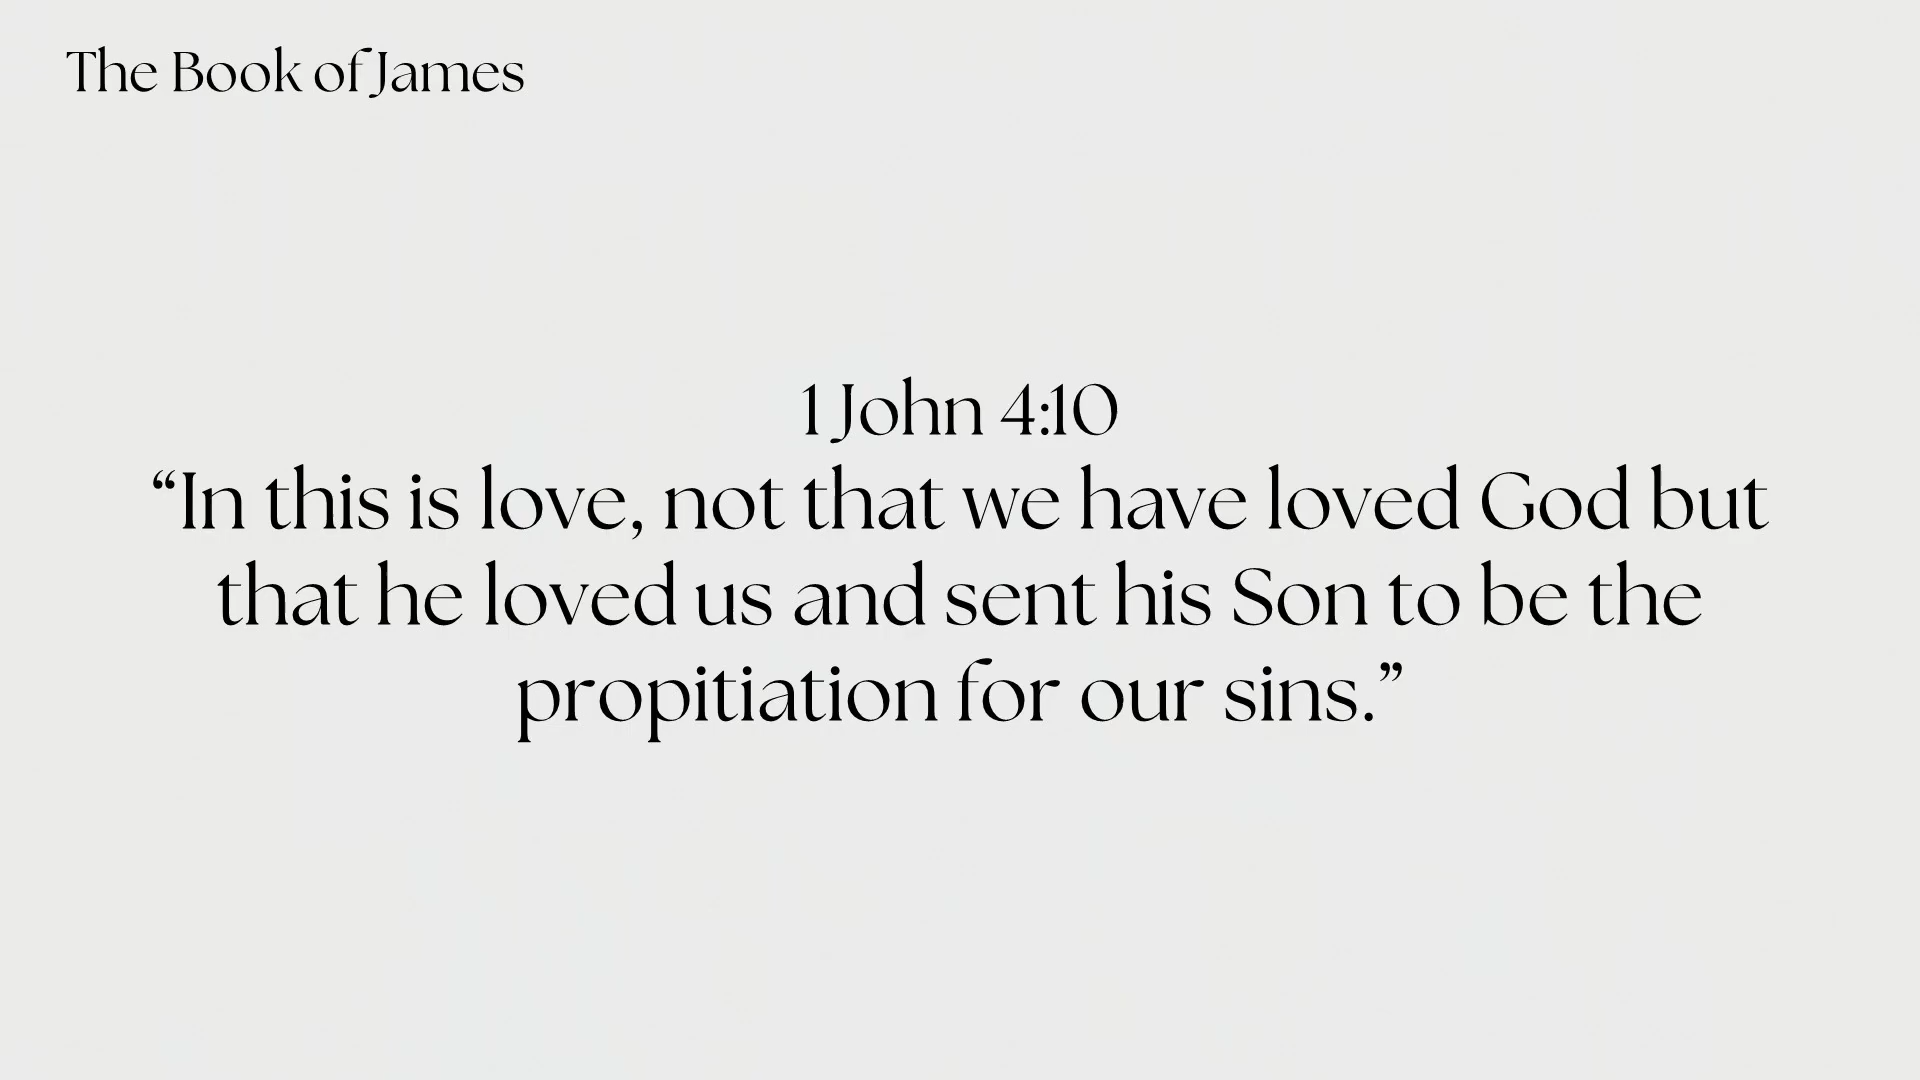 The Book of James
1 John 4:10
“In this is love, not that we have loved God but
that he loved us and sent his Son to be the
propitiation for our sins.”